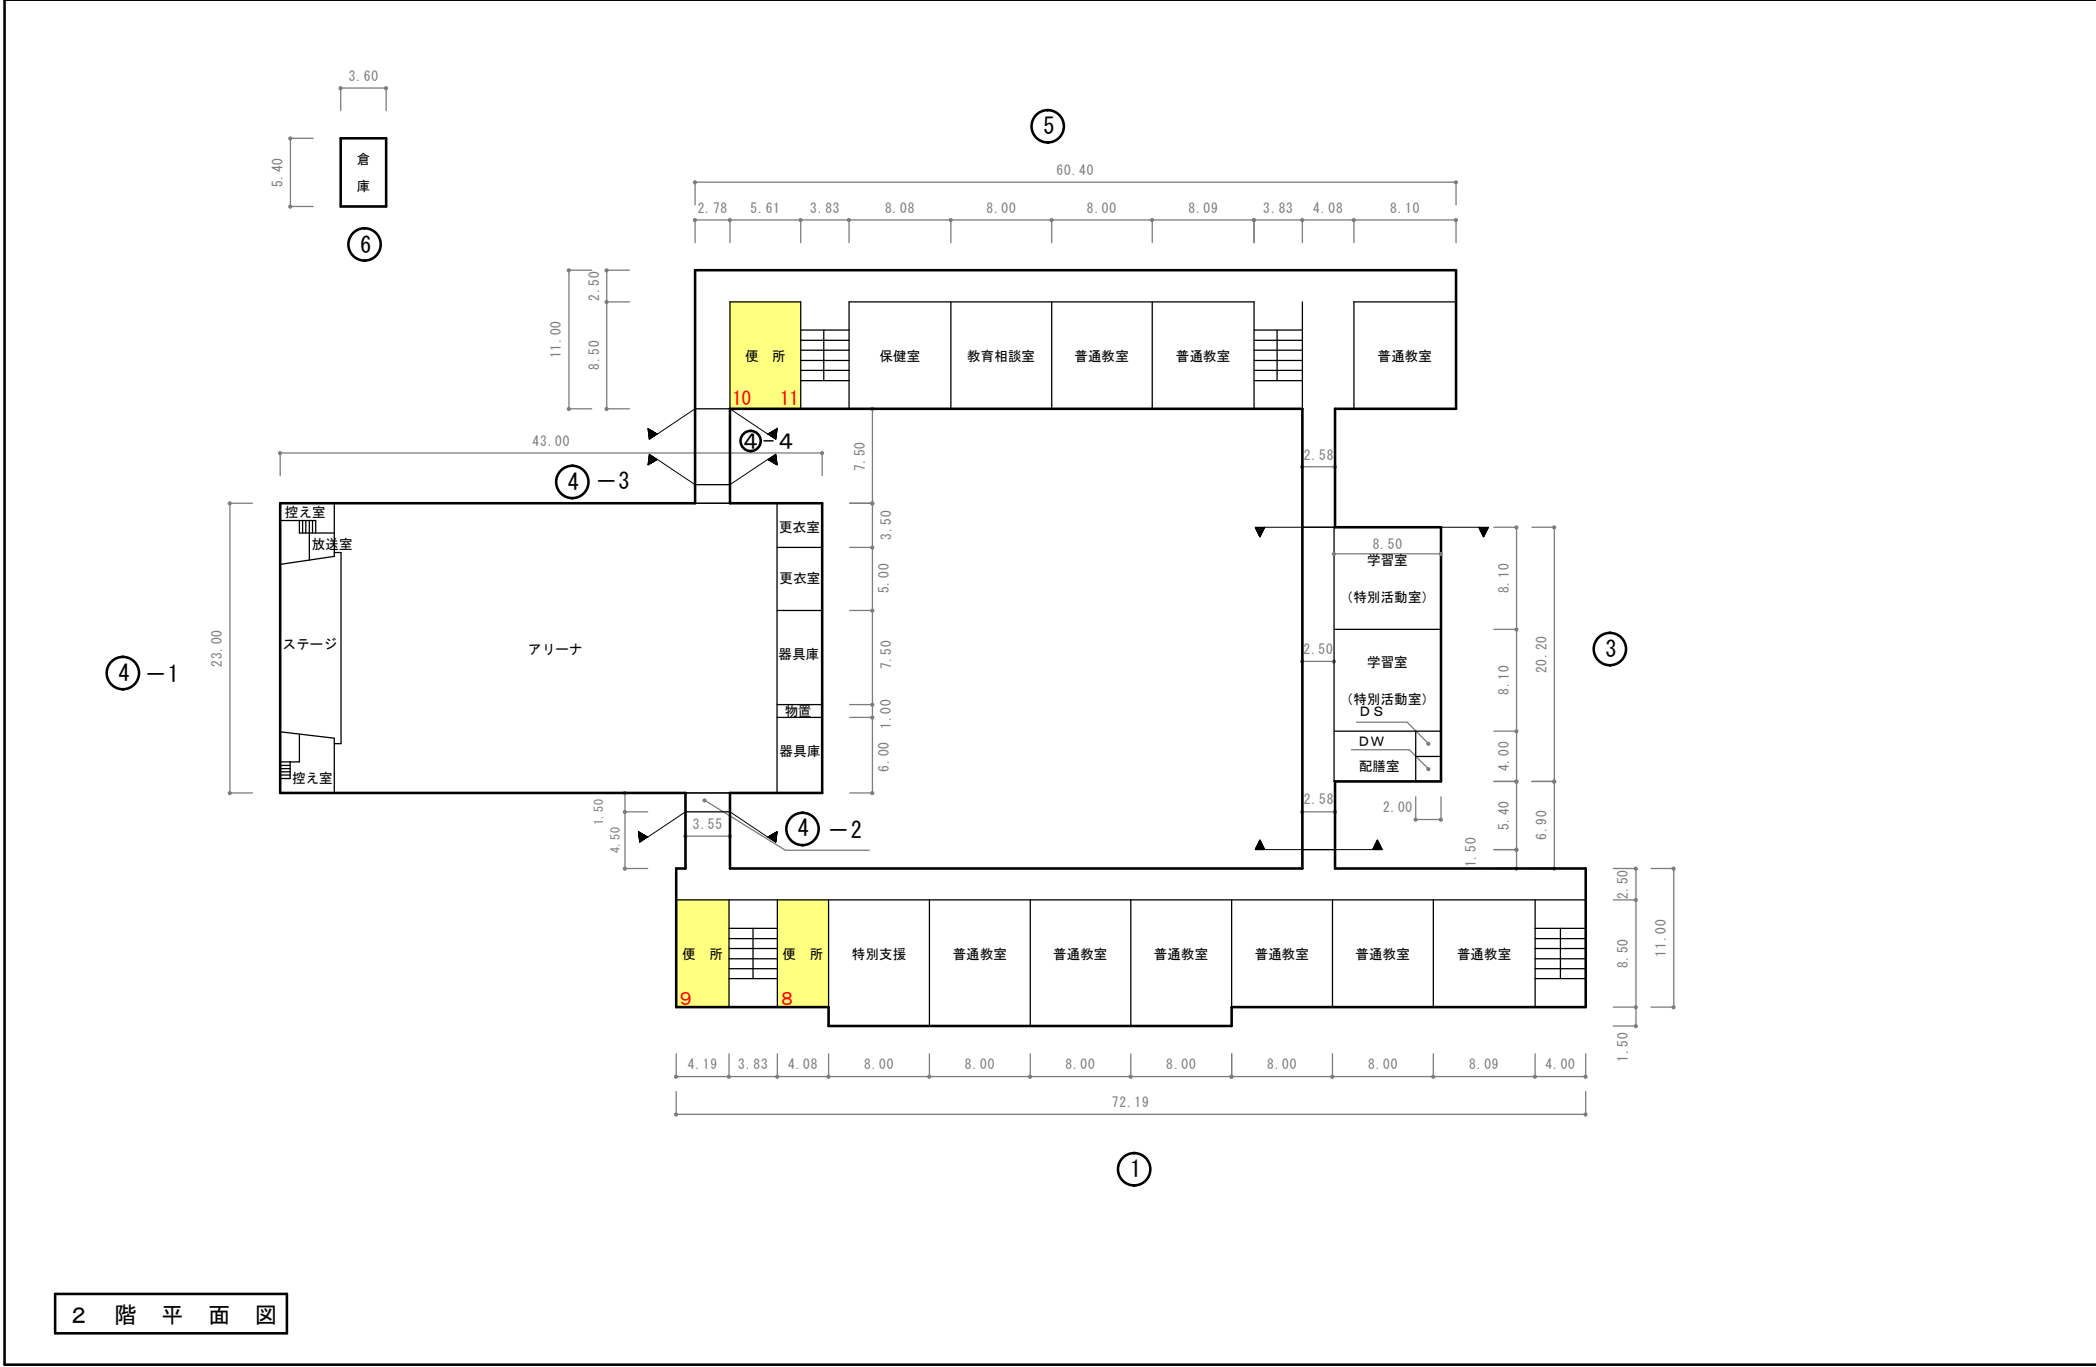 3.60
5.40
倉
庫
⑥
⑤
60.40
2.78 5.61 3.83 8.08 8.00 8.00 8.09 3.83 4.08 8.10
11.00
2.50
8.50
便 所
10 11
保健室
教育相談室
普通教室
普通教室
普通教室
43.00
④-4
④-3
7.50
2.58
23.00
控え室
放送室
ステージ
控え室
アリーナ
更衣室
更衣室
器具庫
物置
器具庫
3.50
5.00
7.50
1.00
6.00
④-1
8.50
学習室
(特別活動室)
2.50
学習室
(特別活動室)
DS
DW
配膳室
8.10
8.10
4.00
20.20
③
1.50
4.50
3.55
④-2
2.58
2.00
5.40
1.50
6.90
便 所
9
便 所
8
特別支援
普通教室
普通教室
普通教室
普通教室
普通教室
普通教室
2.50
8.50
11.00
1.50
4.19 3.83 4.08 8.00 8.00 8.00 8.00 8.00 8.00 8.09 4.00
72.19
①
2階平面図